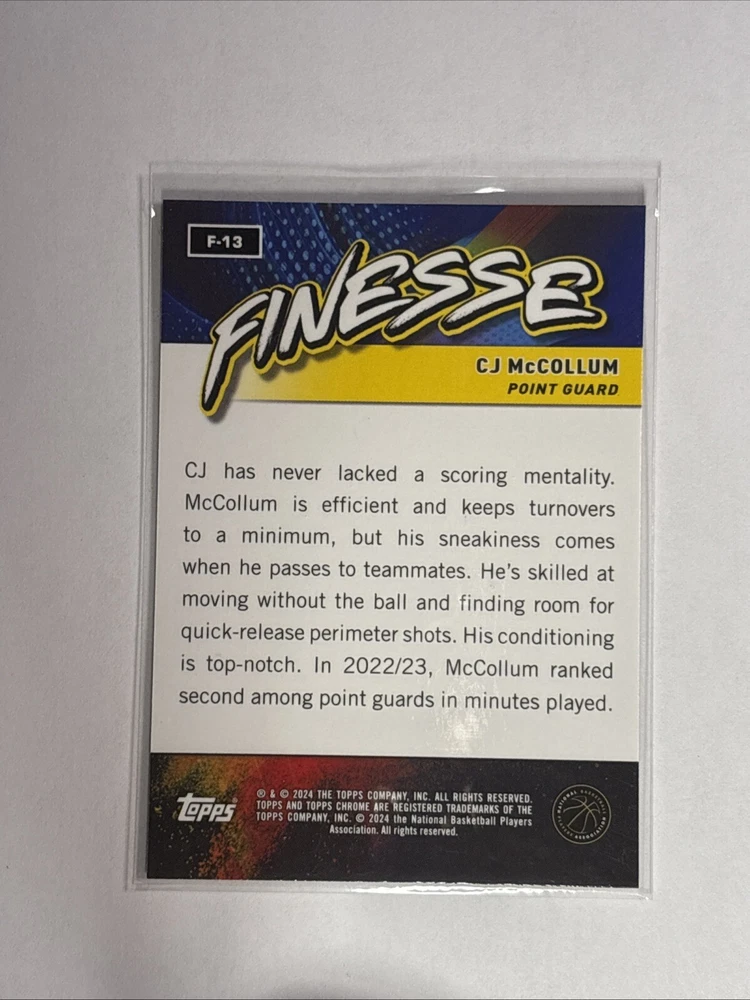 F-13
FINESSE
CJ McCOLLUM
POINT GUARD
CJ has never lacked a scoring mentality.
McCollum is efficient and keeps turnovers
to a minimum, but his sneakiness comes
when he passes to teammates. He's skilled at
moving without the ball and finding room for
quick-release perimeter shots. His conditioning
is top-notch. In 2022/23, McCollum ranked
second among point guards in minutes played.
topps
® & © 2024 THE TOPPS COMPANY, INC. ALL RIGHTS RESERVED.
TOPPS AND TOPPS CHROME ARE REGISTERED TRADEMARKS OF THE
TOPPS COMPANY, INC. © 2024 the National Basketball Players
Association. All rights reserved.
NATIONAL BASKETBALL
PLAYERS ASSOCIATION